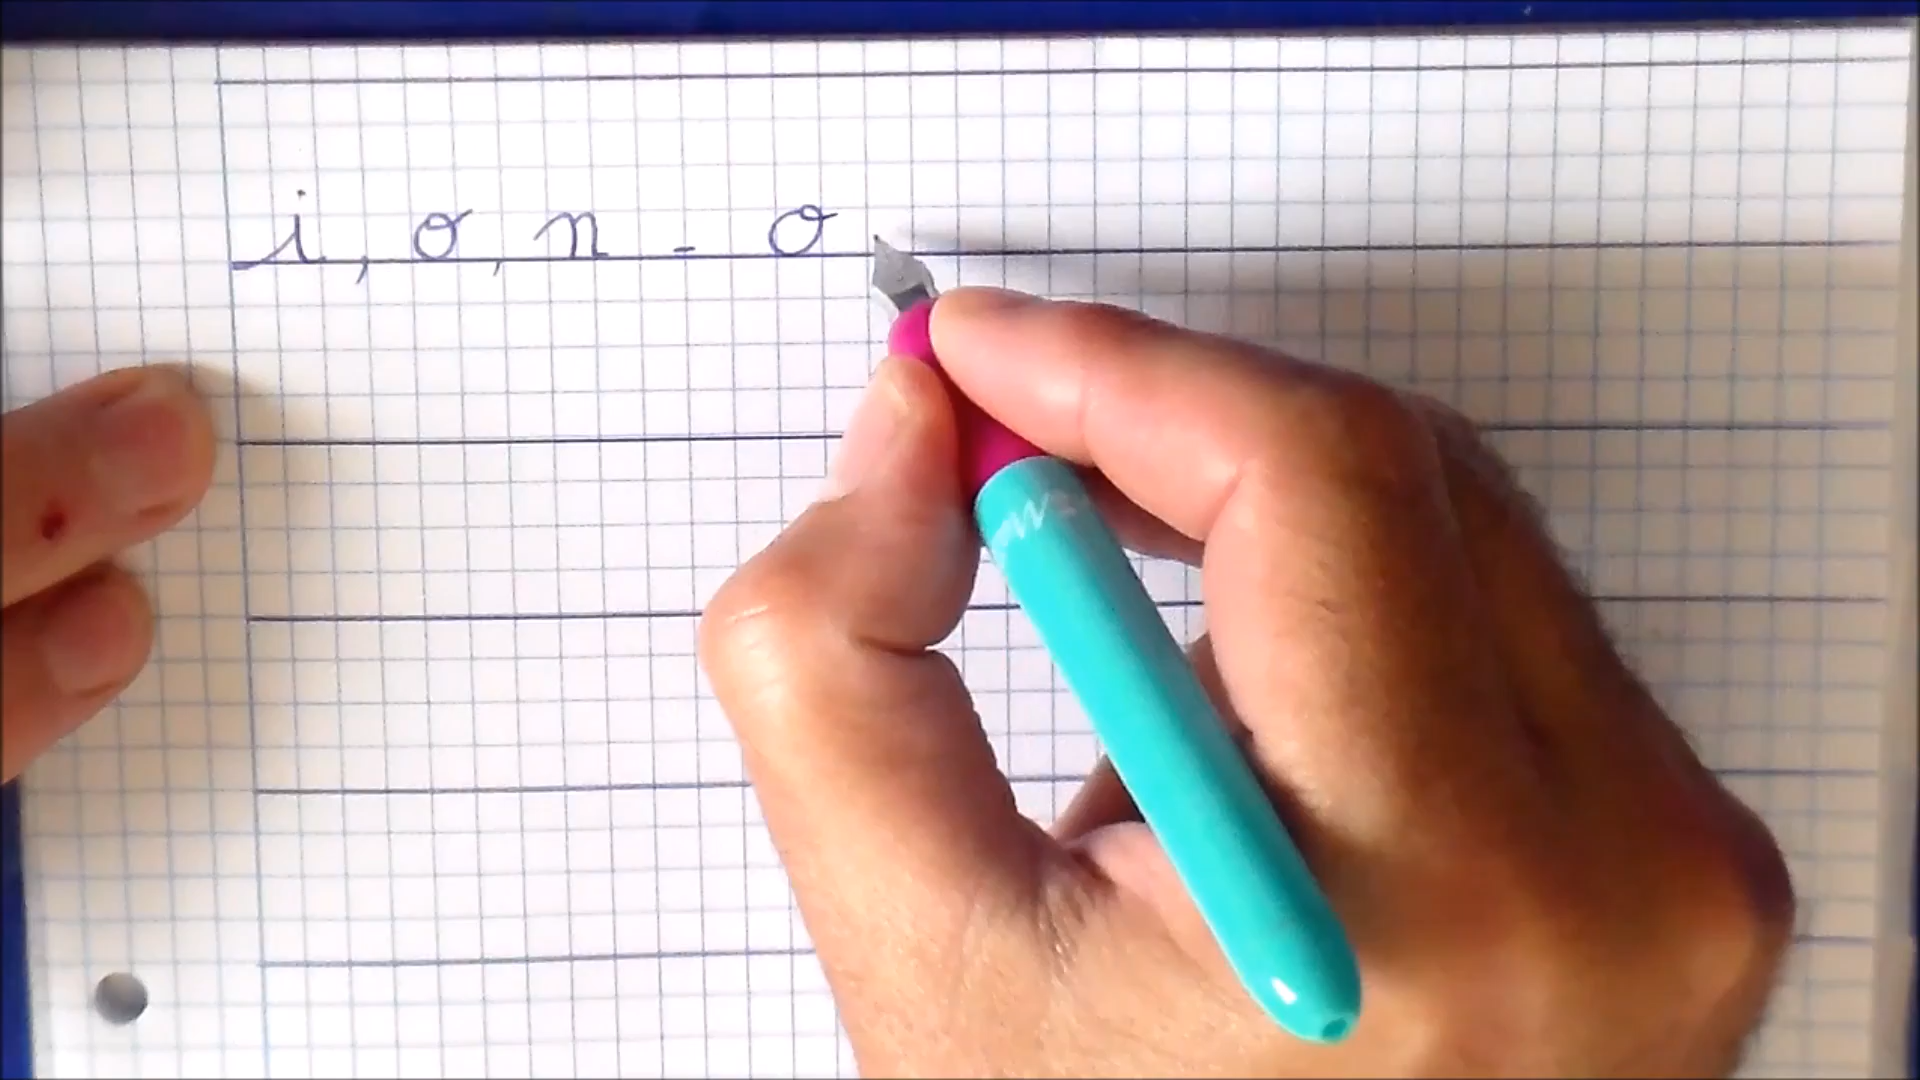 i, o, n - o